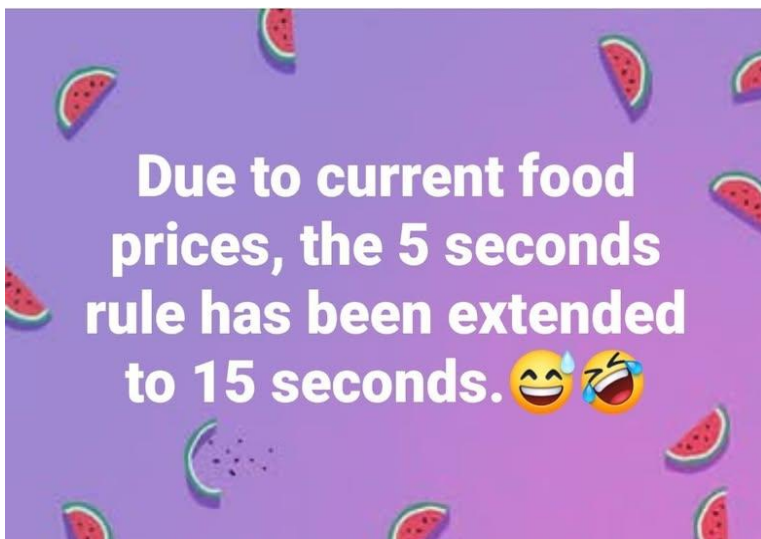 Due to current food
prices, the 5 seconds
rule has been extended
to 15 seconds.😅🤣